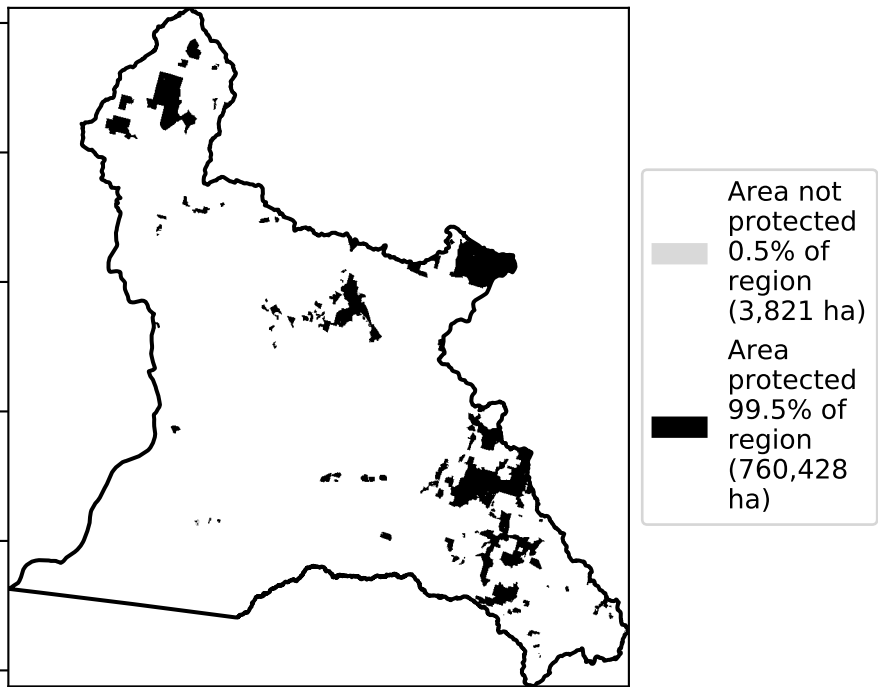 Area not
protected
0.5% of
region
(3,821 ha)
Area
protected
99.5% of
region
(760,428
ha)